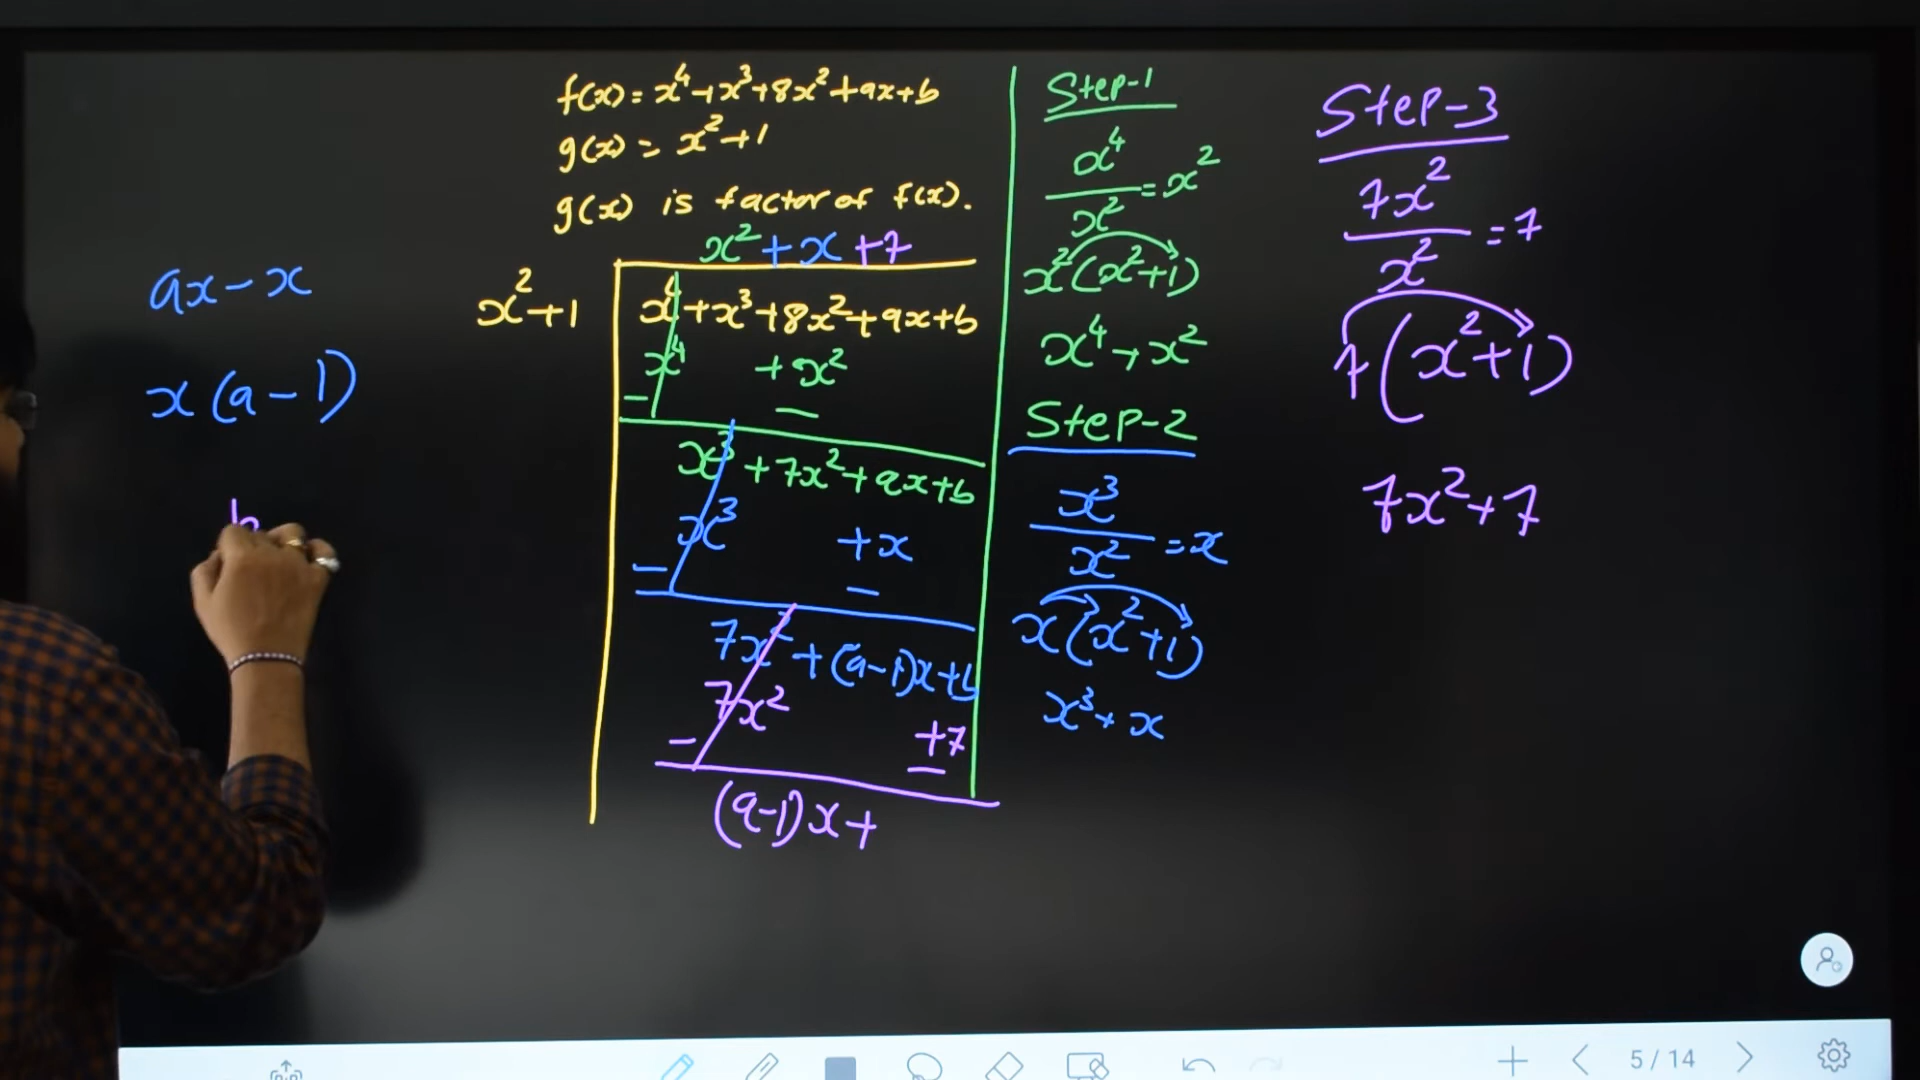 f(x) = x⁴+x³+8x²+ax+b
g(x) = x²+1
g(x) is factor of f(x).
x²+x+7
x²+1
x⁴+x³+8x²+ax+b
x⁴ +x²
− −
x³+7x²+ax+b
x³ +x
− −
7x²+(a-1)x+b
7x² +7
− −
(a-1)x+
ax-x
x(a-1)
b
Step-1
x⁴/x² = x²
x²(x²+1)
x⁴+x²
Step-2
x³/x² = x
x(x²+1)
x³+x
Step-3
7x²/x² = 7
7(x²+1)
7x²+7
5/14